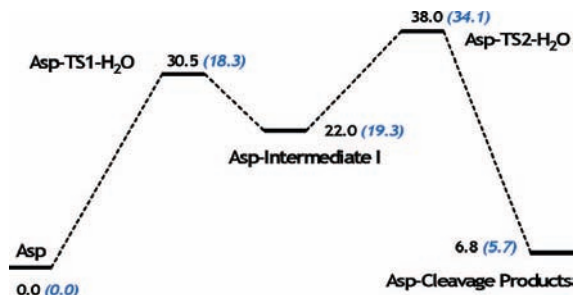 38.0 (34.1)
30.5 (18.3)
Asp-TS1-H₂O
Asp-TS2-H₂O
22.0 (19.3)
Asp-Intermediate I
Asp
6.8 (5.7)
0.0 (0.0)
Asp-Cleavage Products